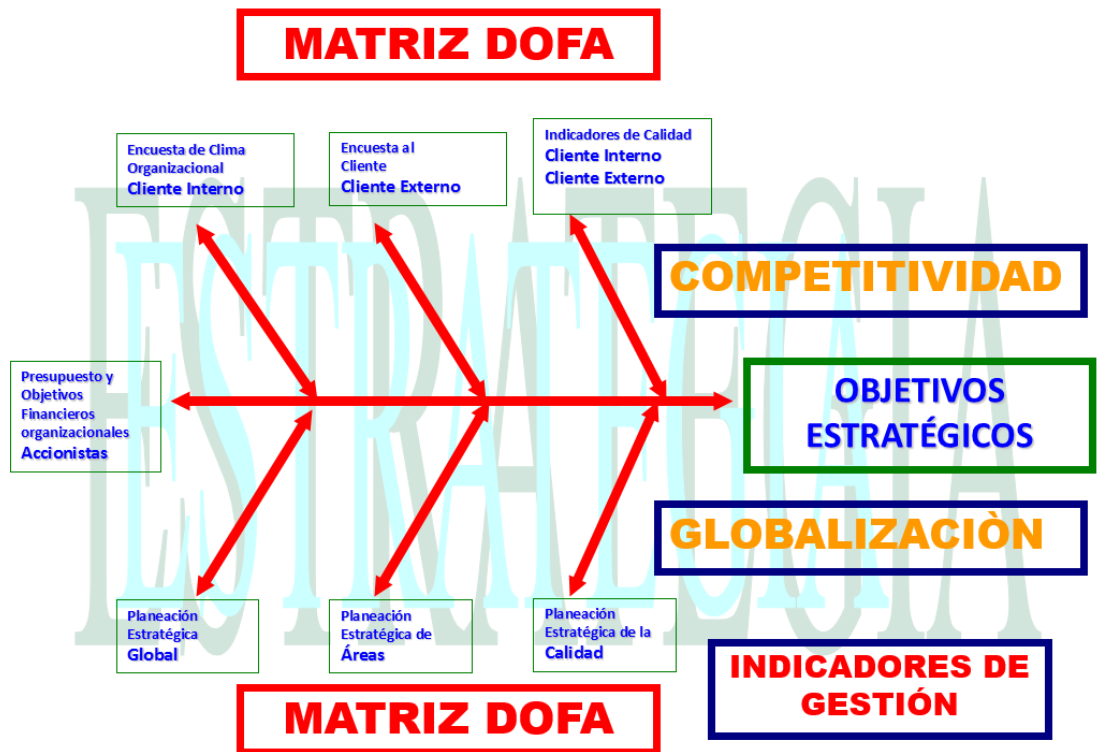 MATRIZ DOFA
Encuesta de Clima
Organizacional
Cliente Interno
Encuesta al
Cliente
Cliente Externo
Indicadores de Calidad
Cliente Interno
Cliente Externo
ESTRATEGIA
ESTRATEGIA
COMPETITIVIDAD
Presupuesto y
Objetivos
Financieros
organizacionales
Accionistas
OBJETIVOS
ESTRATÉGICOS
GLOBALIZACIÒN
Planeación
Estratégica
Global
Planeación
Estratégica de
Áreas
Planeación
Estratégica de la
Calidad
INDICADORES DE
GESTIÓN
MATRIZ DOFA